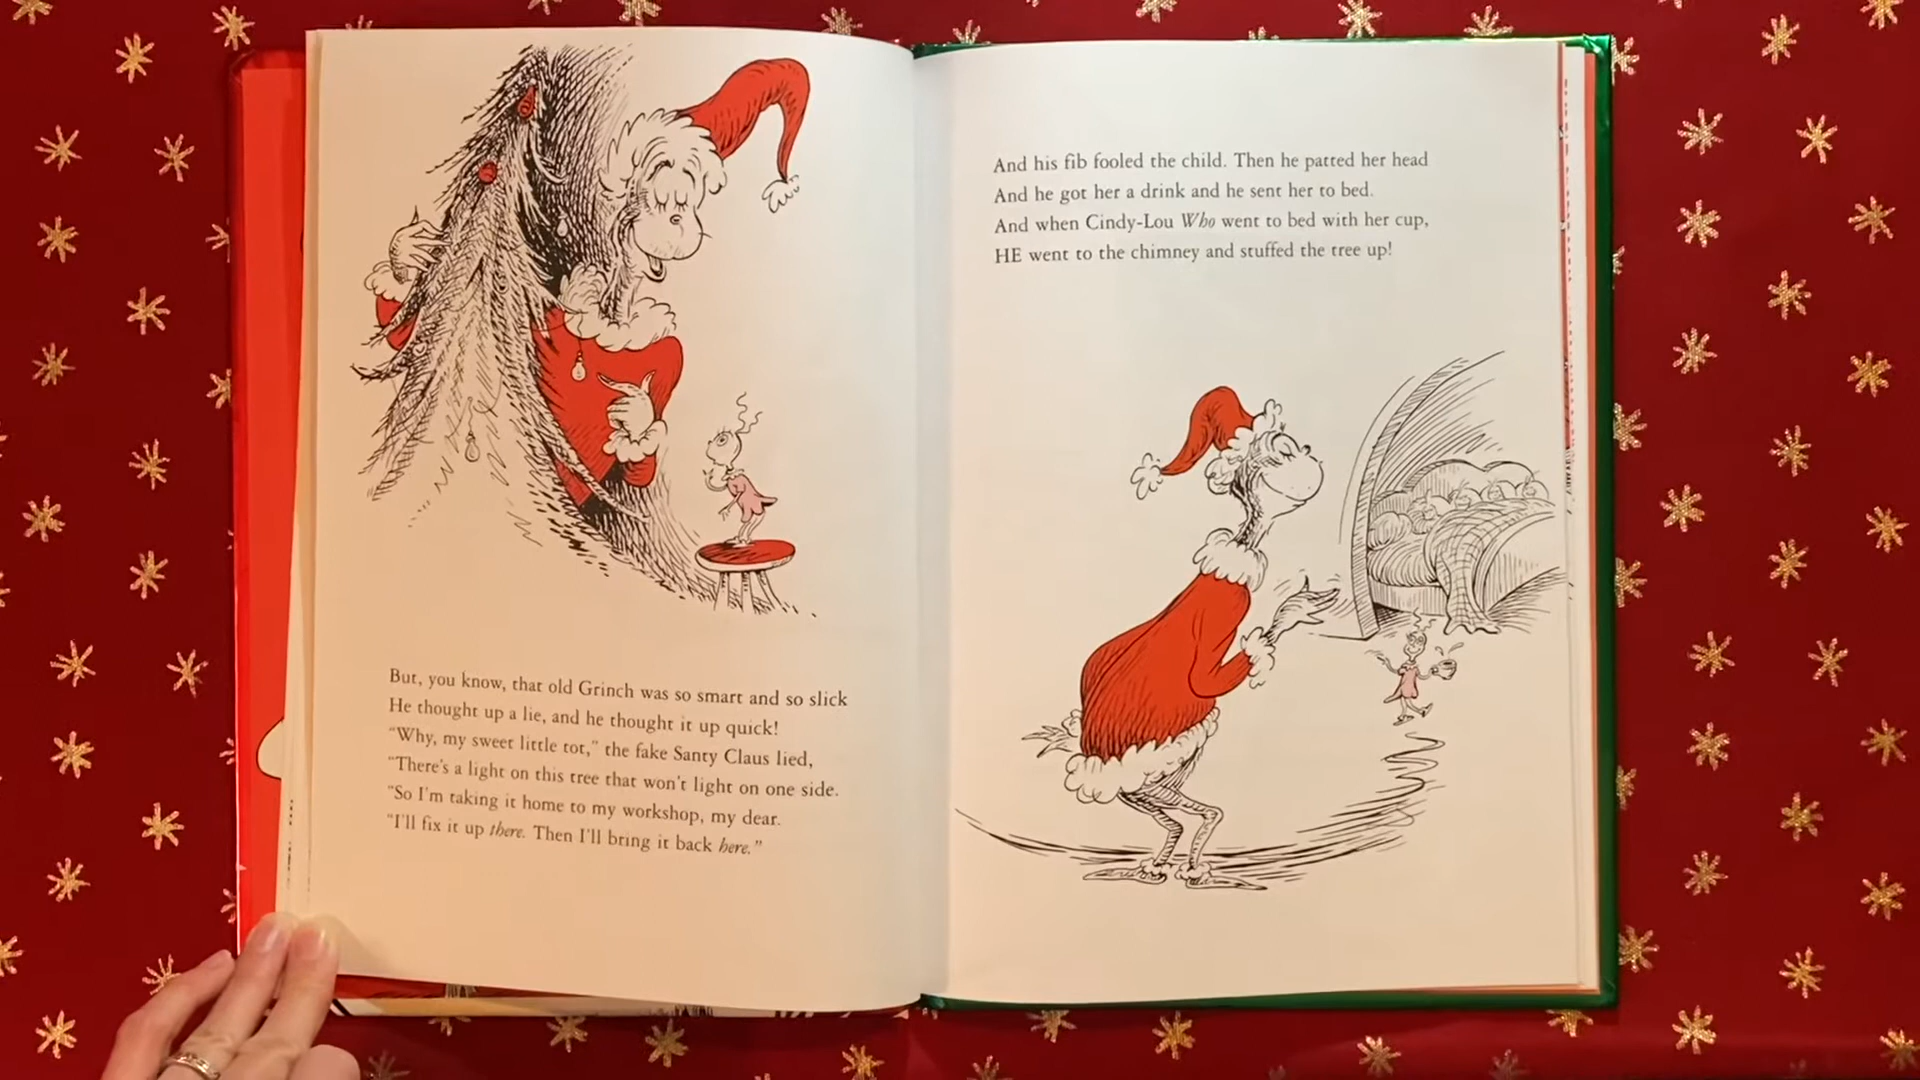 But, you know, that old Grinch was so smart and so slick
He thought up a lie, and he thought it up quick!
"Why, my sweet little tot," the fake Santy Claus lied,
"There's a light on this tree that won't light on one side.
"So I'm taking it home to my workshop, my dear.
"I'll fix it up there. Then I'll bring it back here."
And his fib fooled the child. Then he patted her head
And he got her a drink and he sent her to bed.
And when Cindy-Lou Who went to bed with her cup,
HE went to the chimney and stuffed the tree up!